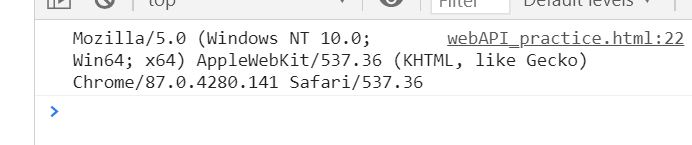 top
Filter
Default levels
Mozilla/5.0 (Windows NT 10.0; webAPI_practice.html:22
Win64; x64) AppleWebKit/537.36 (KHTML, like Gecko)
Chrome/87.0.4280.141 Safari/537.36